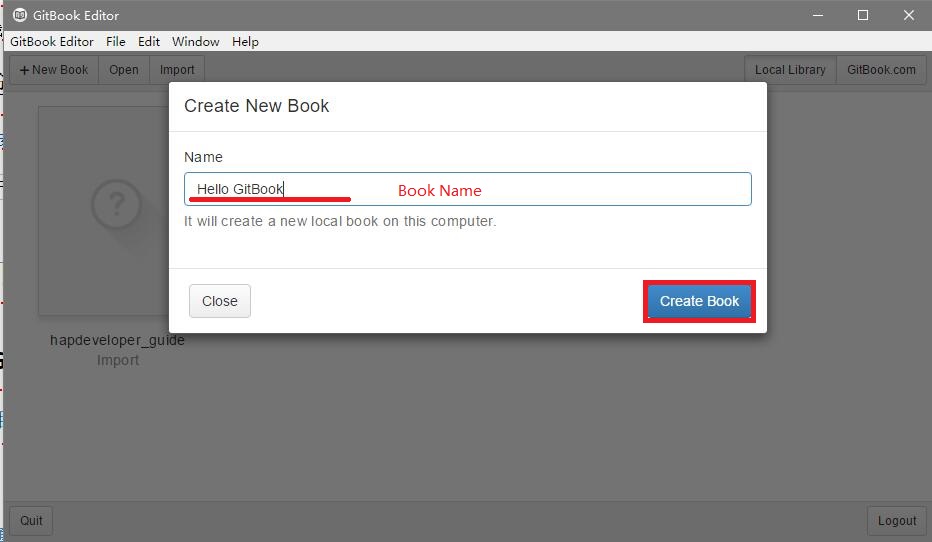 GitBook Editor
GitBook Editor File Edit Window Help
+ New Book Open Import Local Library GitBook.com
Create New Book
Name
Hello GitBook Book Name
It will create a new local book on this computer.
Close Create Book
hapdeveloper_guide
Import
Quit Logout